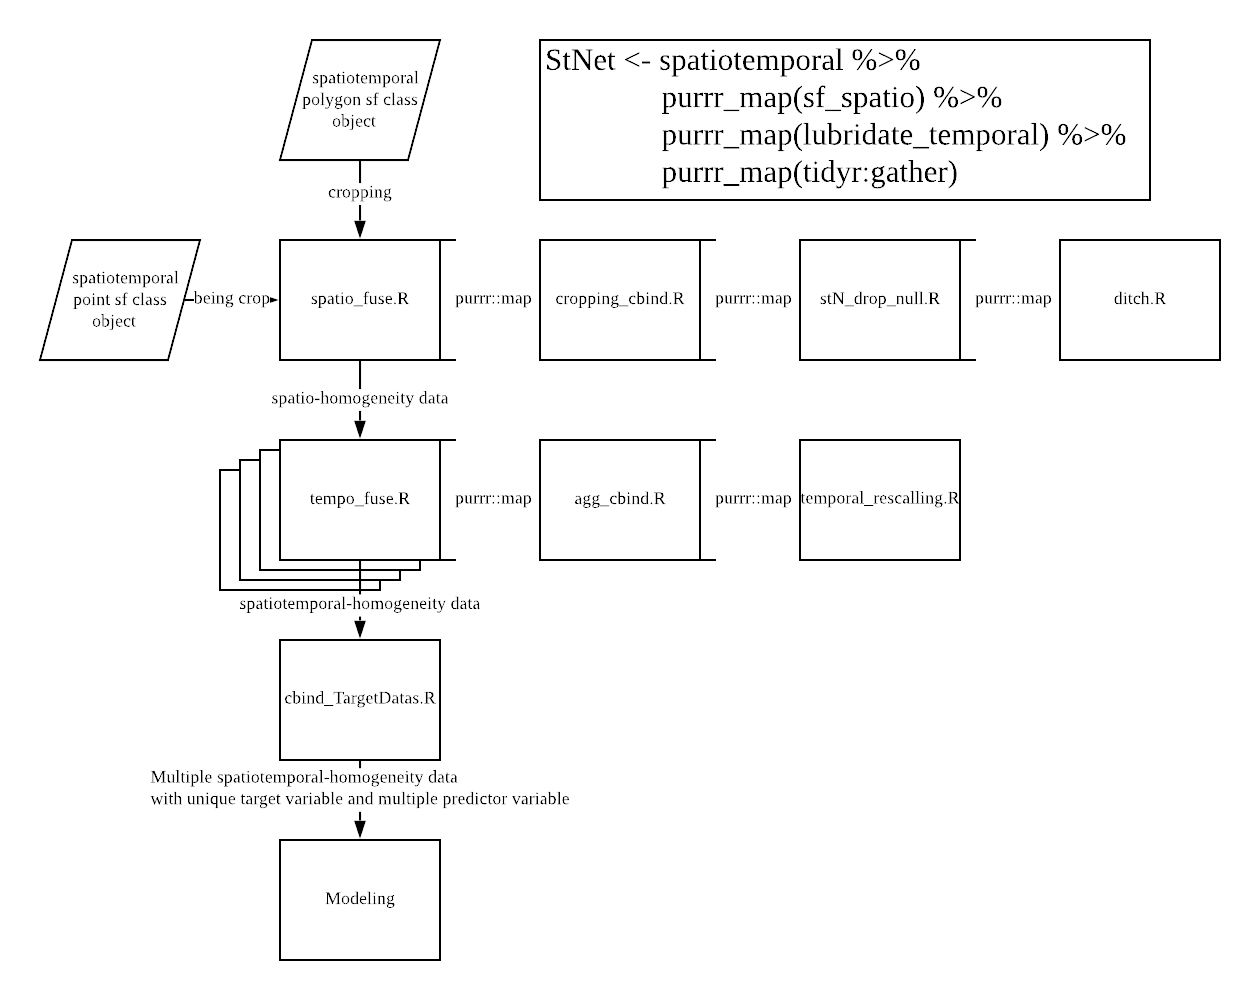 spatiotemporal
polygon sf class
object
StNet <- spatiotemporal %>%
purrr_map(sf_spatio) %>%
purrr_map(lubridate_temporal) %>%
purrr_map(tidyr:gather)
cropping
spatiotemporal
point sf class
object
being crop
spatio_fuse.R
purrr::map
cropping_cbind.R
purrr::map
stN_drop_null.R
purrr::map
ditch.R
spatio-homogeneity data
tempo_fuse.R
purrr::map
agg_cbind.R
purrr::map
temporal_rescalling.R
spatiotemporal-homogeneity data
cbind_TargetDatas.R
Multiple spatiotemporal-homogeneity data
with unique target variable and multiple predictor variable
Modeling